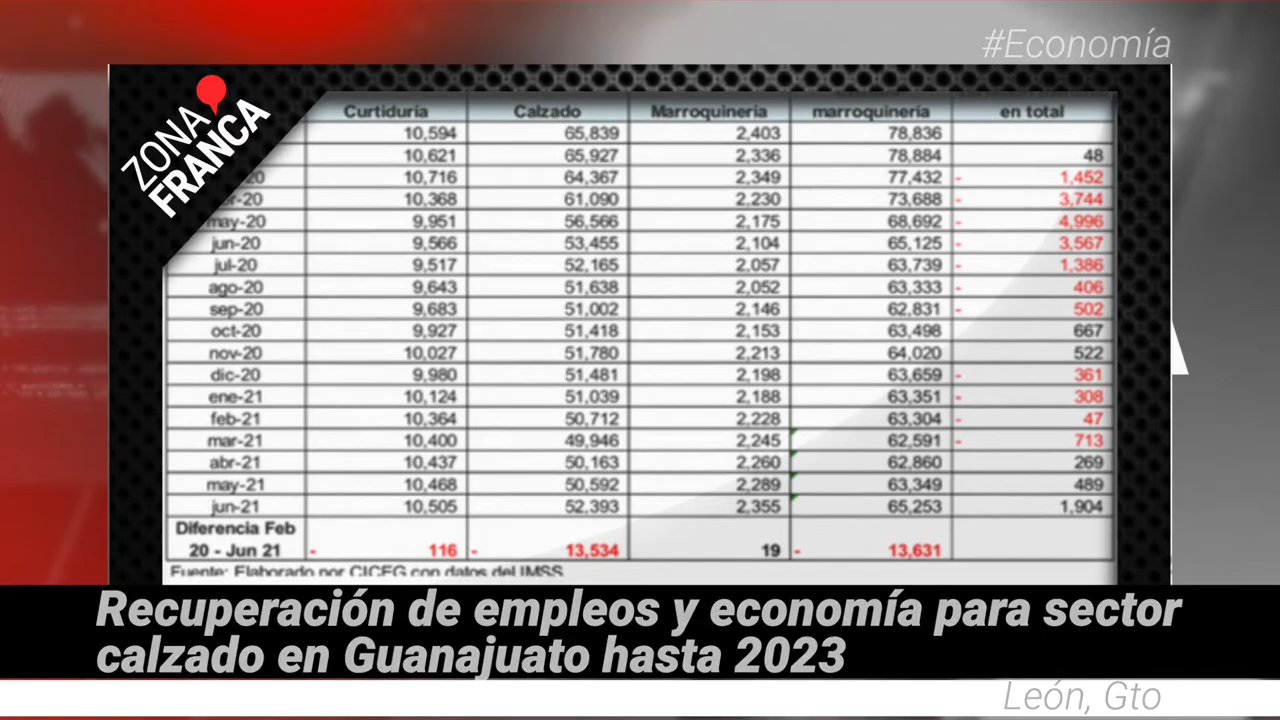 #Economía
ZONA
FRANCA
Curtiduría Calzado Marroquinería marroquinería en total
10,594 65,839 2,403 78,836
10,621 65,927 2,336 78,884 48
20 10,716 64,367 2,349 77,432 - 1,452
r-20 10,368 61,090 2,230 73,688 - 3,744
may-20 9,951 56,566 2,175 68,692 - 4,996
jun-20 9,566 53,455 2,104 65,125 - 3,567
jul-20 9,517 52,165 2,057 63,739 - 1,386
ago-20 9,643 51,638 2,052 63,333 - 406
sep-20 9,683 51,002 2,146 62,831 - 502
oct-20 9,927 51,418 2,153 63,498 667
nov-20 10,027 51,780 2,213 64,020 522
dic-20 9,980 51,481 2,198 63,659 - 361
ene-21 10,124 51,039 2,188 63,351 - 308
feb-21 10,364 50,712 2,228 63,304 - 47
mar-21 10,400 49,946 2,245 62,591 - 713
abr-21 10,437 50,163 2,260 62,860 269
may-21 10,468 50,592 2,289 63,349 489
jun-21 10,505 52,393 2,355 65,253 1,904
Diferencia Feb
20 - Jun 21 - 116 - 13,534 19 - 13,631
Fuente: Elaborado por CICEG con datos del IMSS
Recuperación de empleos y economía para sector
calzado en Guanajuato hasta 2023
León, Gto